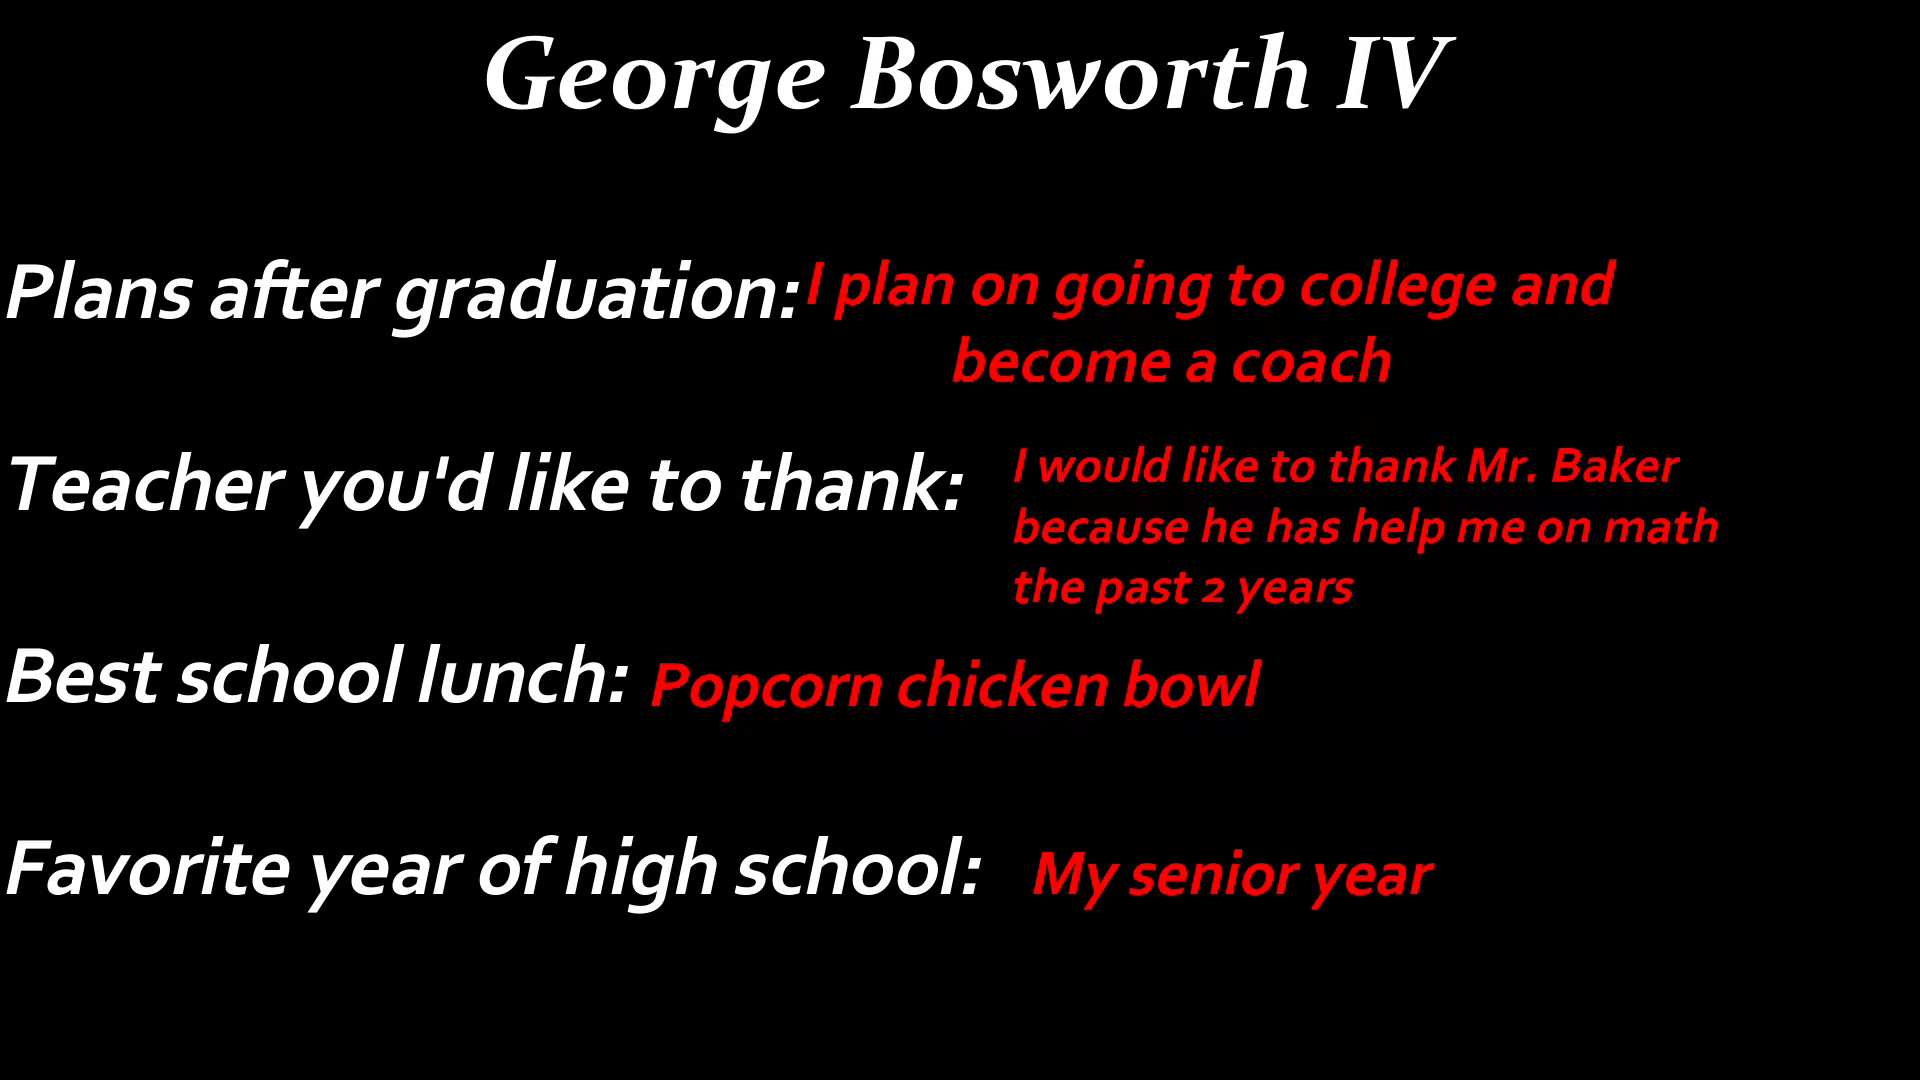 George Bosworth IV
Plans after graduation: I plan on going to college and
become a coach
Teacher you'd like to thank: I would like to thank Mr. Baker
because he has help me on math
the past 2 years
Best school lunch: Popcorn chicken bowl
Favorite year of high school: My senior year